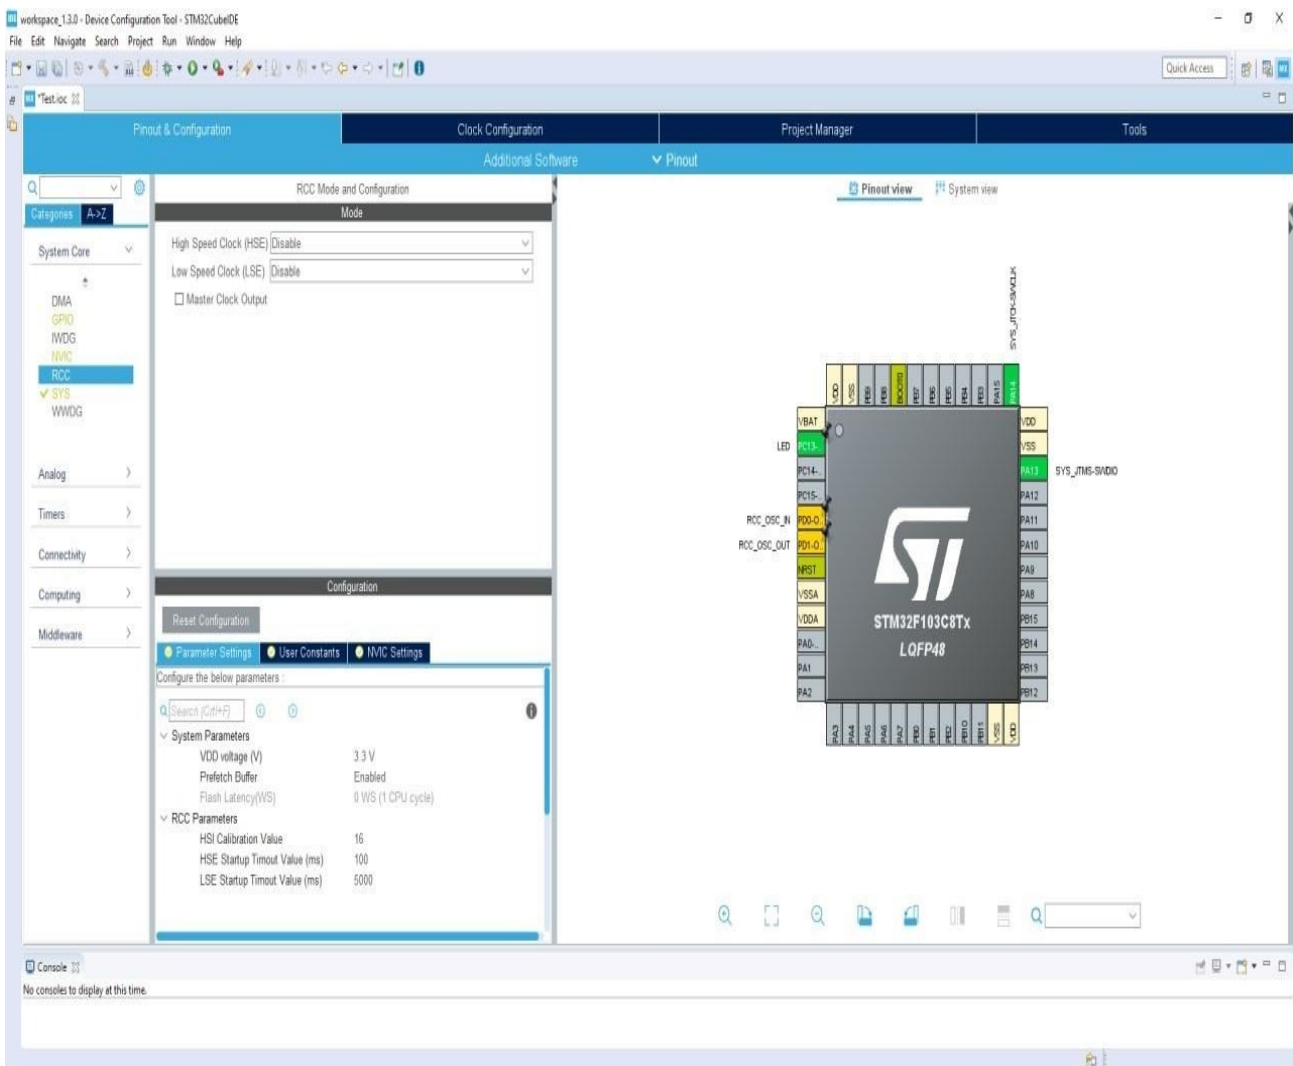 workspace_1.3.0 - Device Configuration Tool - STM32CubeIDE
File Edit Navigate Search Project Run Window Help
Quick Access
*Test.ioc
Pinout & Configuration
Clock Configuration
Project Manager
Tools
Additional Software
Pinout
Categories
A->Z
System Core
DMA
GPIO
IWDG
NVIC
RCC
SYS
WWDG
Analog
Timers
Connectivity
Computing
Middleware
RCC Mode and Configuration
Mode
High Speed Clock (HSE) Disable
Low Speed Clock (LSE) Disable
Master Clock Output
Configuration
Reset Configuration
Parameter Settings
User Constants
NVIC Settings
Configure the below parameters :
Search (Crtl+F)
System Parameters
VDD voltage (V) 3.3 V
Prefetch Buffer Enabled
Flash Latency(WS) 0 WS (1 CPU cycle)
RCC Parameters
HSI Calibration Value 16
HSE Startup Timout Value (ms) 100
LSE Startup Timout Value (ms) 5000
Pinout view
System view
SYS_JTCK-SWCLK
VDD
VSS
PB9
PB8
BOOT0
PB7
PB6
PB5
PB4
PB3
PA15
PA14
VBAT
LED PC13-..
PC14-..
PC15-..
RCC_OSC_IN PD0-O..
RCC_OSC_OUT PD1-O..
NRST
VSSA
VDDA
PA0-..
PA1
PA2
STM32F103C8Tx
LQFP48
VDD
VSS
PA13 SYS_JTMS-SWDIO
PA12
PA11
PA10
PA9
PA8
PB15
PB14
PB13
PB12
PA3
PA4
PA5
PA6
PA7
PB0
PB1
PB2
PB10
PB11
VSS
VDD
Console
No consoles to display at this time.